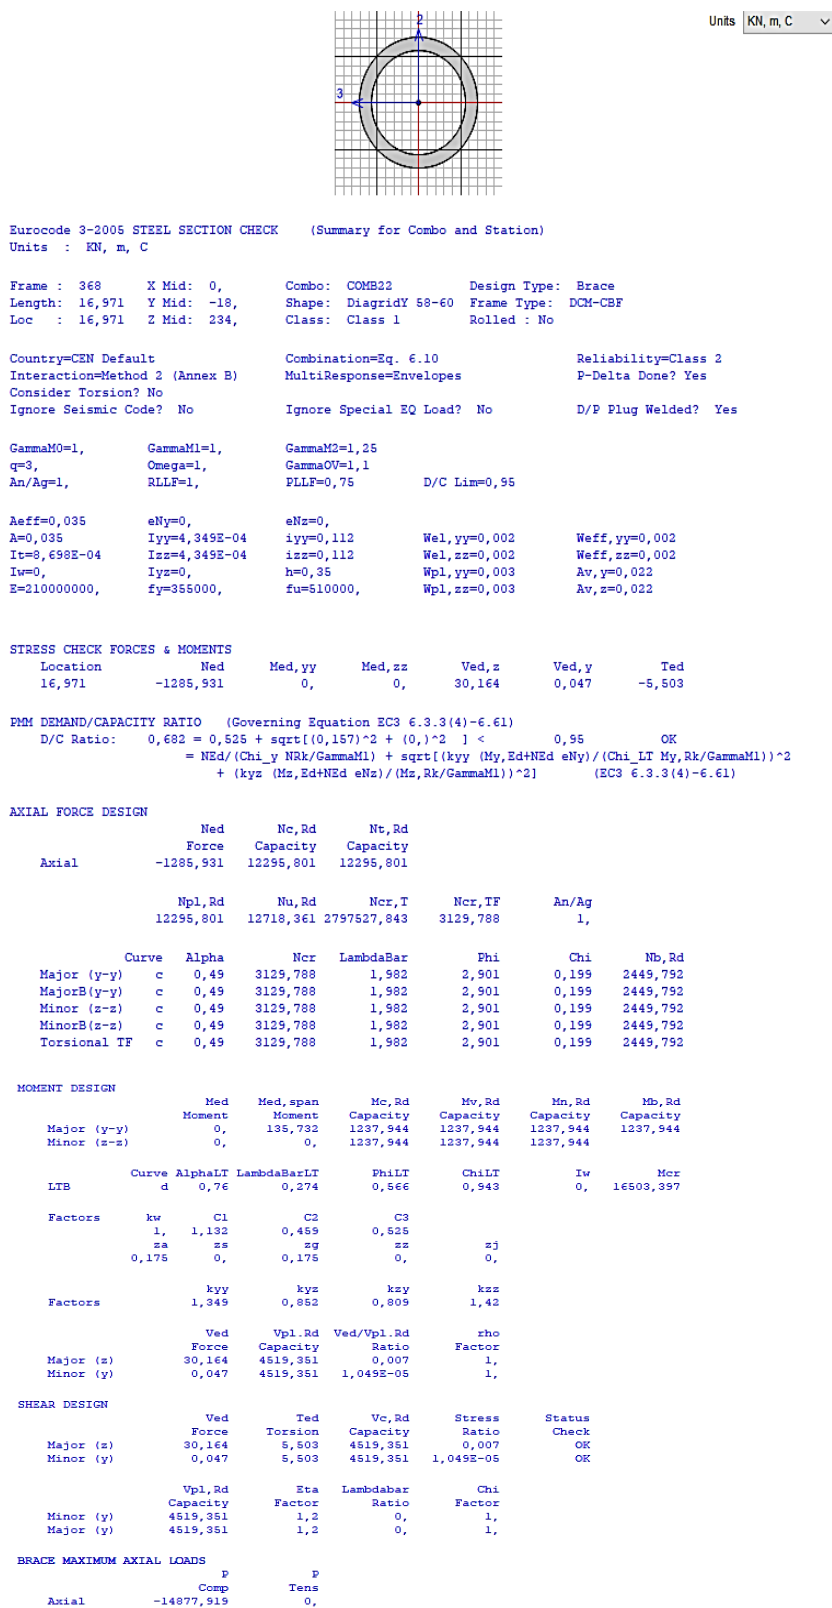 2
Units KN, m, C
3
Eurocode 3-2005 STEEL SECTION CHECK (Summary for Combo and Station)
Units : KN, m, C
Frame : 368 X Mid: 0, Combo: COMB22 Design Type: Brace
Length: 16,971 Y Mid: -18, Shape: DiagridY 58-60 Frame Type: DCM-CBF
Loc : 16,971 Z Mid: 234, Class: Class 1 Rolled : No
Country=CEN Default Combination=Eq. 6.10 Reliability=Class 2
Interaction=Method 2 (Annex B) MultiResponse=Envelopes P-Delta Done? Yes
Consider Torsion? No
Ignore Seismic Code? No Ignore Special EQ Load? No D/P Plug Welded? Yes
GammaM0=1, GammaM1=1, GammaM2=1,25
q=3, Omega=1, GammaOV=1,1
An/Ag=1, RLLF=1, PLLF=0,75 D/C Lim=0,95
Aeff=0,035 eNy=0, eNz=0,
A=0,035 Iyy=4,349E-04 iyy=0,112 Wel,yy=0,002 Weff,yy=0,002
It=8,698E-04 Izz=4,349E-04 izz=0,112 Wel,zz=0,002 Weff,zz=0,002
Iw=0, Iyz=0, h=0,35 Wpl,yy=0,003 Av,y=0,022
E=210000000, fy=355000, fu=510000, Wpl,zz=0,003 Av,z=0,022
STRESS CHECK FORCES & MOMENTS
Location Ned Med,yy Med,zz Ved,z Ved,y Ted
16,971 -1285,931 0, 0, 30,164 0,047 -5,503
PMM DEMAND/CAPACITY RATIO (Governing Equation EC3 6.3.3(4)-6.61)
D/C Ratio: 0,682 = 0,525 + sqrt[(0,157)^2 + (0,)^2 ] < 0,95 OK
= NEd/(Chi_y NRk/GammaM1) + sqrt[(kyy (My,Ed+NEd eNy)/(Chi_LT My,Rk/GammaM1))^2
+ (kyz (Mz,Ed+NEd eNz)/(Mz,Rk/GammaM1))^2] (EC3 6.3.3(4)-6.61)
AXIAL FORCE DESIGN
Ned Nc,Rd Nt,Rd
Force Capacity Capacity
Axial -1285,931 12295,801 12295,801
Npl,Rd Nu,Rd Ncr,T Ncr,TF An/Ag
12295,801 12718,361 2797527,843 3129,788 1,
Curve Alpha Ncr LambdaBar Phi Chi Nb,Rd
Major (y-y) c 0,49 3129,788 1,982 2,901 0,199 2449,792
MajorB(y-y) c 0,49 3129,788 1,982 2,901 0,199 2449,792
Minor (z-z) c 0,49 3129,788 1,982 2,901 0,199 2449,792
MinorB(z-z) c 0,49 3129,788 1,982 2,901 0,199 2449,792
Torsional TF c 0,49 3129,788 1,982 2,901 0,199 2449,792
MOMENT DESIGN
Med Med,span Mc,Rd Mv,Rd Mn,Rd Mb,Rd
Moment Moment Capacity Capacity Capacity Capacity
Major (y-y) 0, 135,732 1237,944 1237,944 1237,944 1237,944
Minor (z-z) 0, 0, 1237,944 1237,944 1237,944
Curve AlphaLT LambdaBarLT PhiLT ChiLT Iw Mcr
LTB d 0,76 0,274 0,566 0,943 0, 16503,397
Factors kw C1 C2 C3
1, 1,132 0,459 0,525
za zs zg zz zj
0,175 0, 0,175 0, 0,
kyy kyz kzy kzz
Factors 1,349 0,852 0,809 1,42
Ved Vpl.Rd Ved/Vpl.Rd rho
Force Capacity Ratio Factor
Major (z) 30,164 4519,351 0,007 1,
Minor (y) 0,047 4519,351 1,049E-05 1,
SHEAR DESIGN
Ved Ted Vc,Rd Stress Status
Force Torsion Capacity Ratio Check
Major (z) 30,164 5,503 4519,351 0,007 OK
Minor (y) 0,047 5,503 4519,351 1,049E-05 OK
Vpl,Rd Eta Lambdabar Chi
Capacity Factor Ratio Factor
Minor (y) 4519,351 1,2 0, 1,
Major (y) 4519,351 1,2 0, 1,
BRACE MAXIMUM AXIAL LOADS
P P
Comp Tens
Axial -14877,919 0,